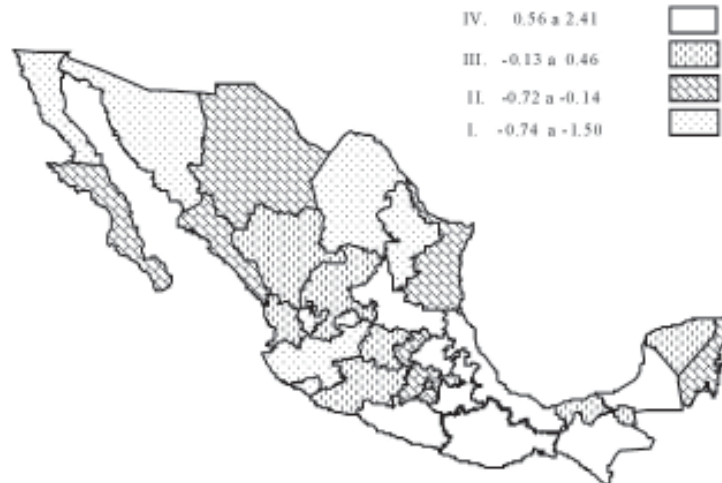 IV. 0.56 a 2.41
III. -0.13 a 0.46
II. -0.72 a -0.14
I. -0.74 a -1.50